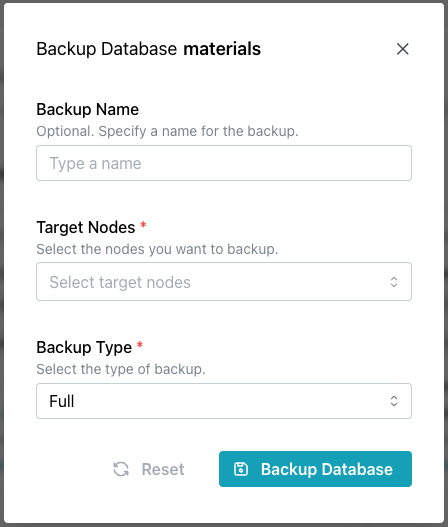 Backup Database materials
Backup Name
Optional. Specify a name for the backup.
Type a name
Target Nodes *
Select the nodes you want to backup.
Select target nodes
Backup Type *
Select the type of backup.
Full
Reset
Backup Database